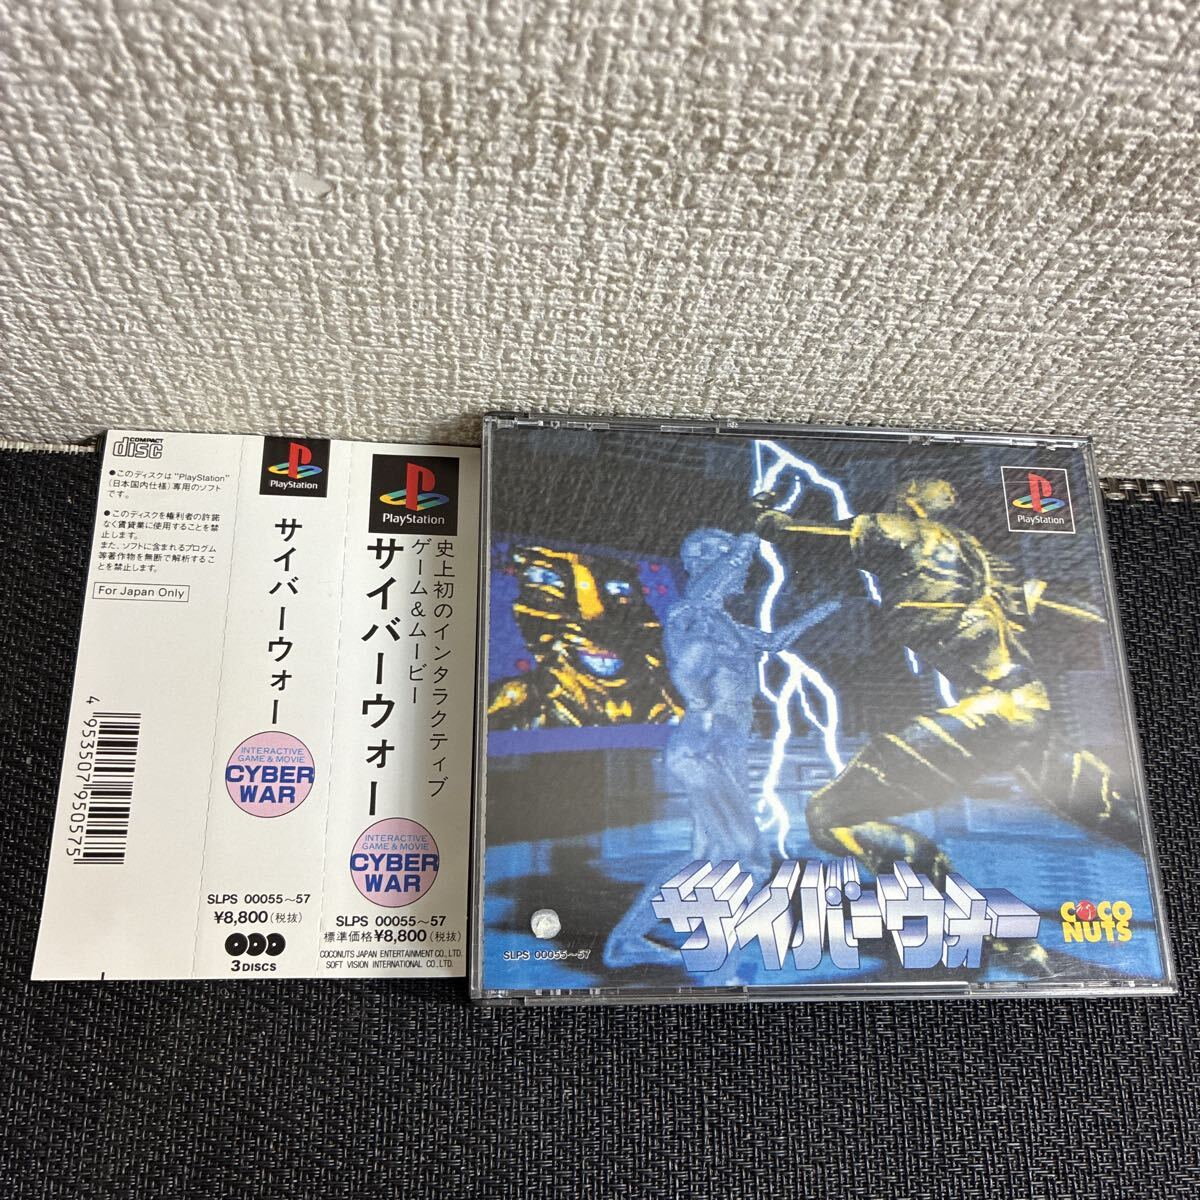 COMPACT
disc
●このディスクは"PlayStation"
(日本国内仕様)専用のソフト
です。
●このディスクを権利者の許諾
なく賃貸業に使用することを禁
止します。
また、ソフトに含まれるプログム
等著作物を無断で解析するこ
とを禁止します。
For Japan Only
4 953507 950575
PlayStation
サイバーウォー
INTERACTIVE
GAME & MOVIE
CYBER
WAR
SLPS 00055～57
¥8,800(税抜)
3 DISCS
PlayStation
史上初のインタラクティブ
ゲーム&ムービー
サイバーウォー
INTERACTIVE
GAME & MOVIE
CYBER
WAR
SLPS 00055～57
標準価格¥8,800(税抜)
COCONUTS JAPAN ENTERTAINMENT CO., LTD.
SOFT VISION INTERNATIONAL CO., LTD.
PlayStation
サイバーウォー
COCO
NUTS
SLPS 00055～57